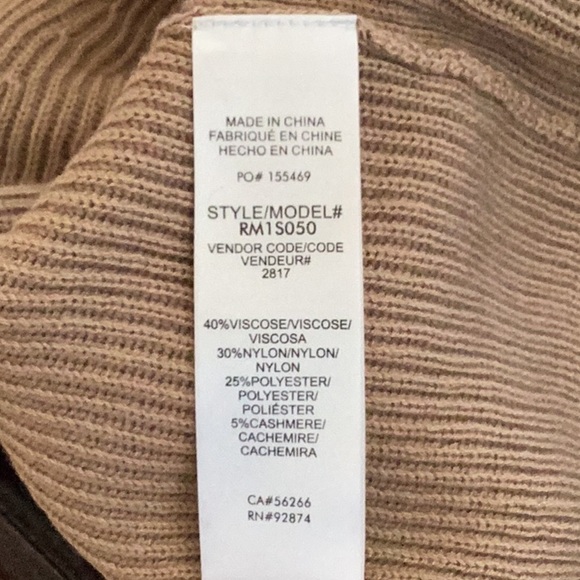 MADE IN CHINA
FABRIQUÉ EN CHINE
HECHO EN CHINA
PO# 155469
STYLE/MODEL#
RM1S050
VENDOR CODE/CODE
VENDEUR#
2817
40%VISCOSE/VISCOSE/
VISCOSA
30%NYLON/NYLON/
NYLON
25%POLYESTER/
POLYESTER/
POLIÉSTER
5%CASHMERE/
CACHEMIRE/
CACHEMIRA
CA#56266
RN#92874